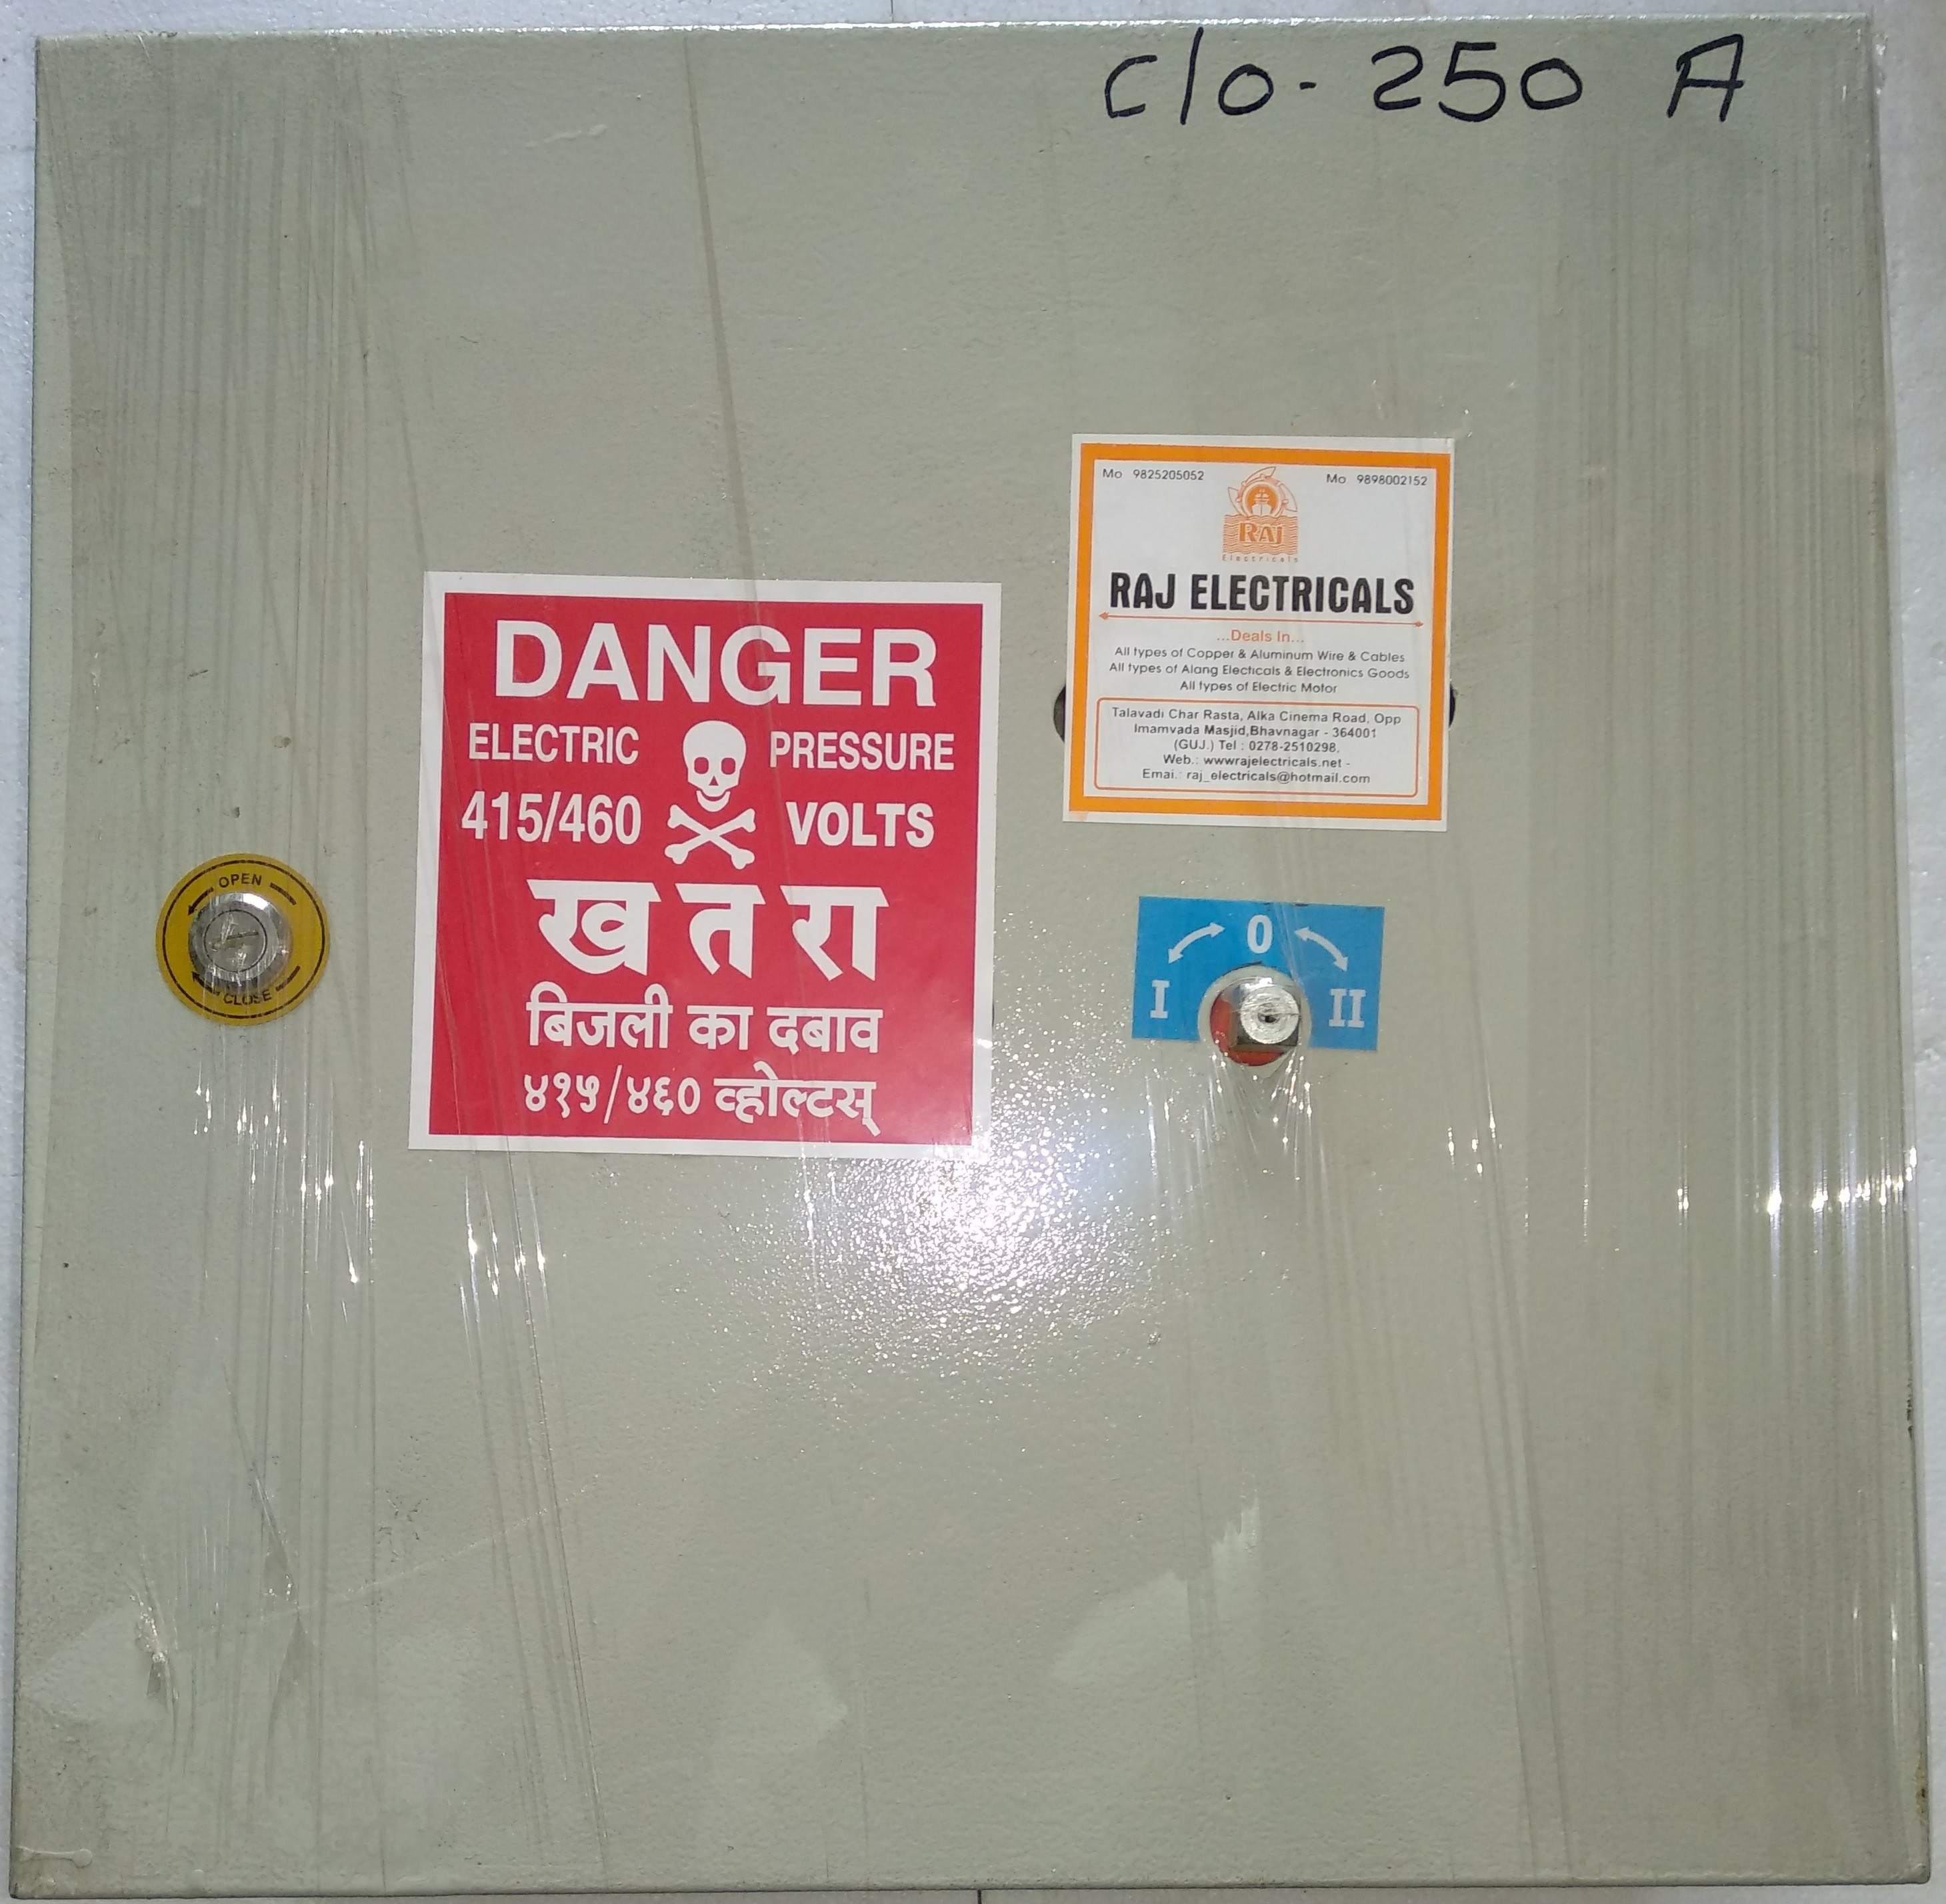 C/O - 250 A
Mo 9825205052
Mo 9898002152
RAJ
Electricals
RAJ ELECTRICALS
...Deals In...
All types of Copper & Aluminum Wire & Cables
All types of Alang Electicals & Electronics Goods
All types of Electric Motor
Talavadi Char Rasta, Alka Cinema Road, Opp
Imamvada Masjid,Bhavnagar - 364001
(GUJ.) Tel : 0278-2510298,
Web.: wwwrajelectricals.net -
Emai.: raj_electricals@hotmail.com
DANGER
ELECTRIC PRESSURE
415/460 VOLTS
खतरा
बिजली का दबाव
४१५/४६० व्होल्टस्
OPEN
CLOSE
0
I II